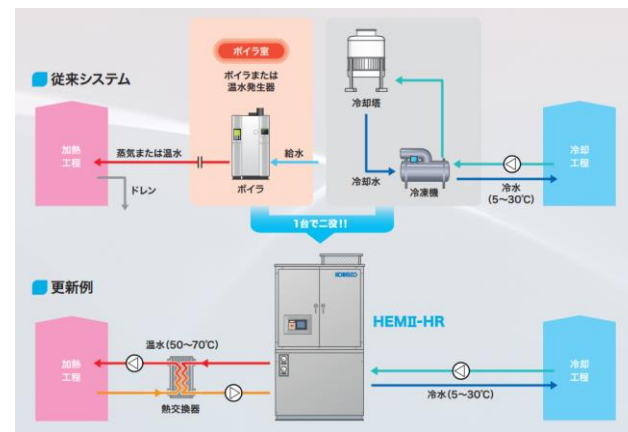 ボイラ室
従来システム
ボイラまたは
温水発生器
冷却塔
加熱
工程
蒸気または温水
給水
冷却水
冷却
工程
ドレン
ボイラ
冷凍機
冷水
(5～30℃)
1台で二役!!
更新例
KOBELCO
HEMⅡ-HR
温水(50～70℃)
加熱
工程
冷却
工程
熱交換器
冷水(5～30℃)